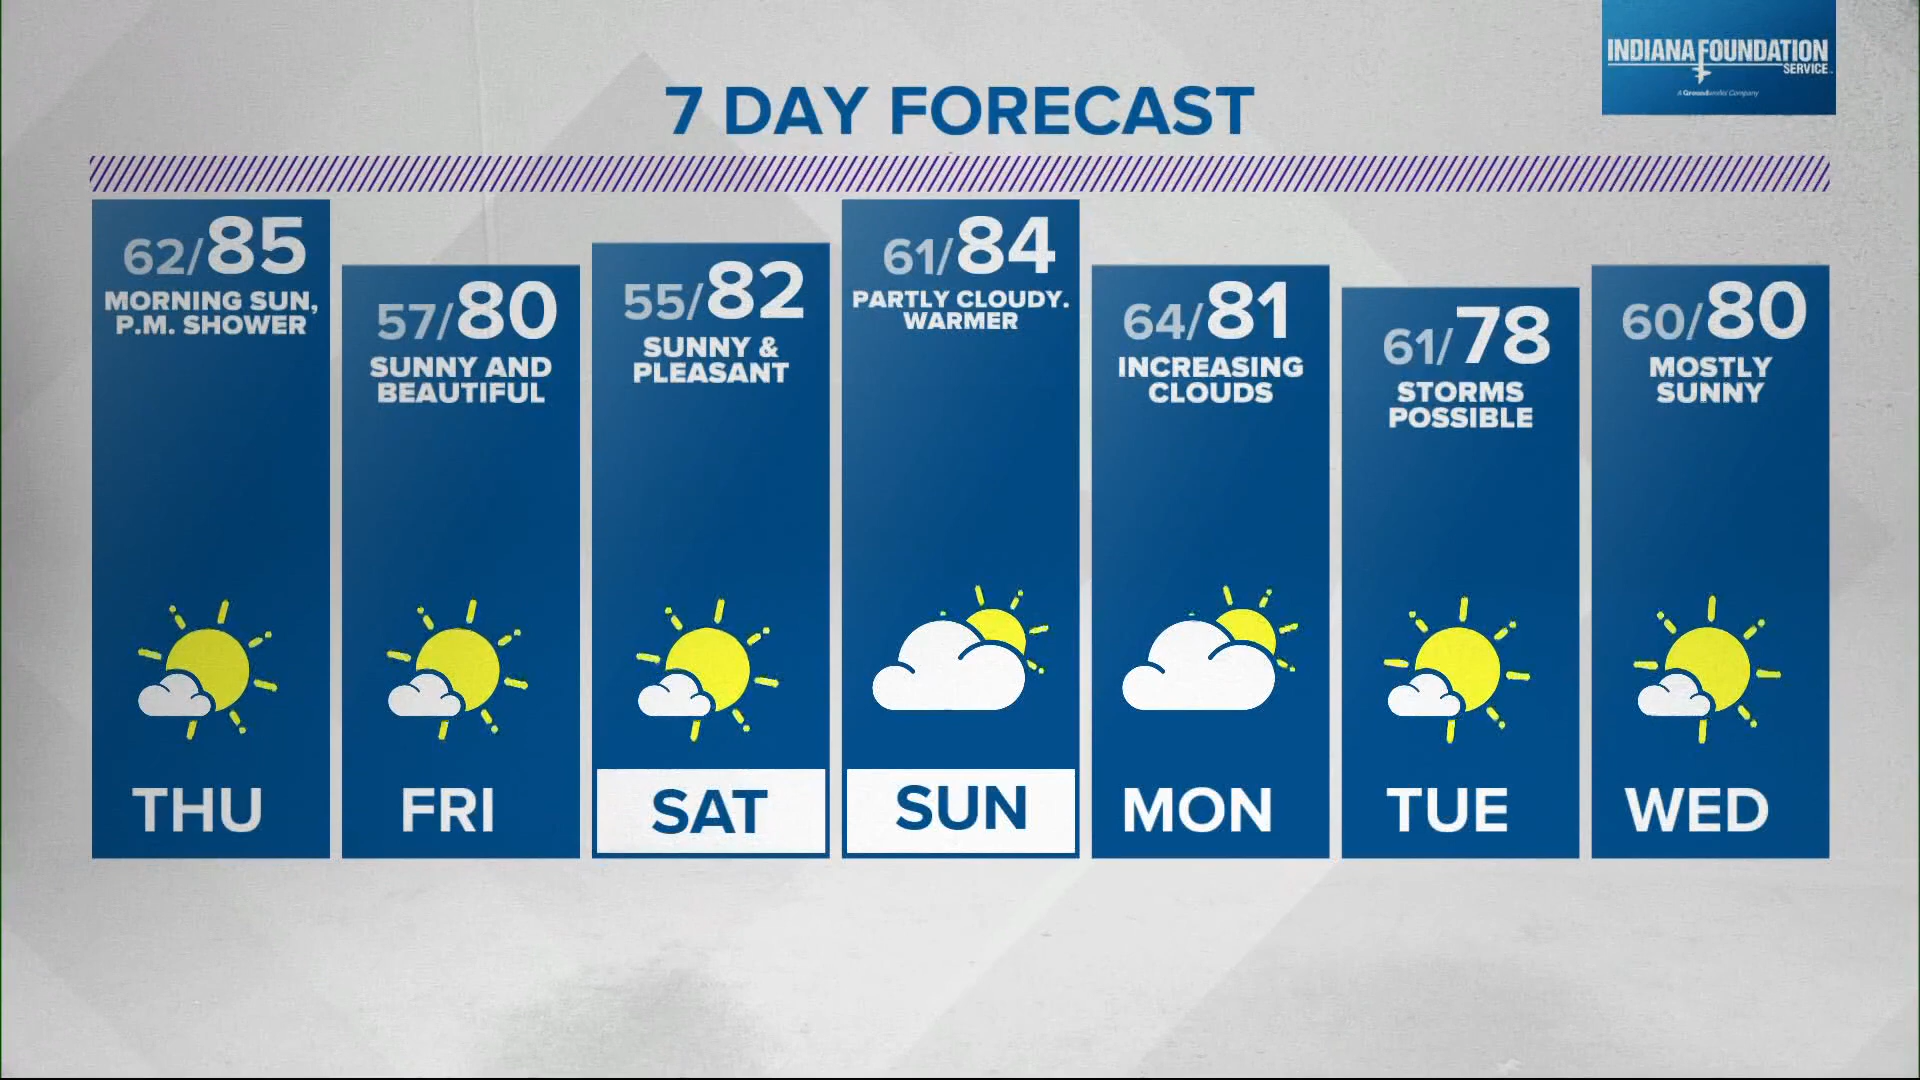 INDIANA FOUNDATION
SERVICE
A Groundworks Company
7 DAY FORECAST
62/85
MORNING SUN,
P.M. SHOWER
THU
57/80
SUNNY AND
BEAUTIFUL
FRI
55/82
SUNNY &
PLEASANT
SAT
61/84
PARTLY CLOUDY.
WARMER
SUN
64/81
INCREASING
CLOUDS
MON
61/78
STORMS
POSSIBLE
TUE
60/80
MOSTLY
SUNNY
WED